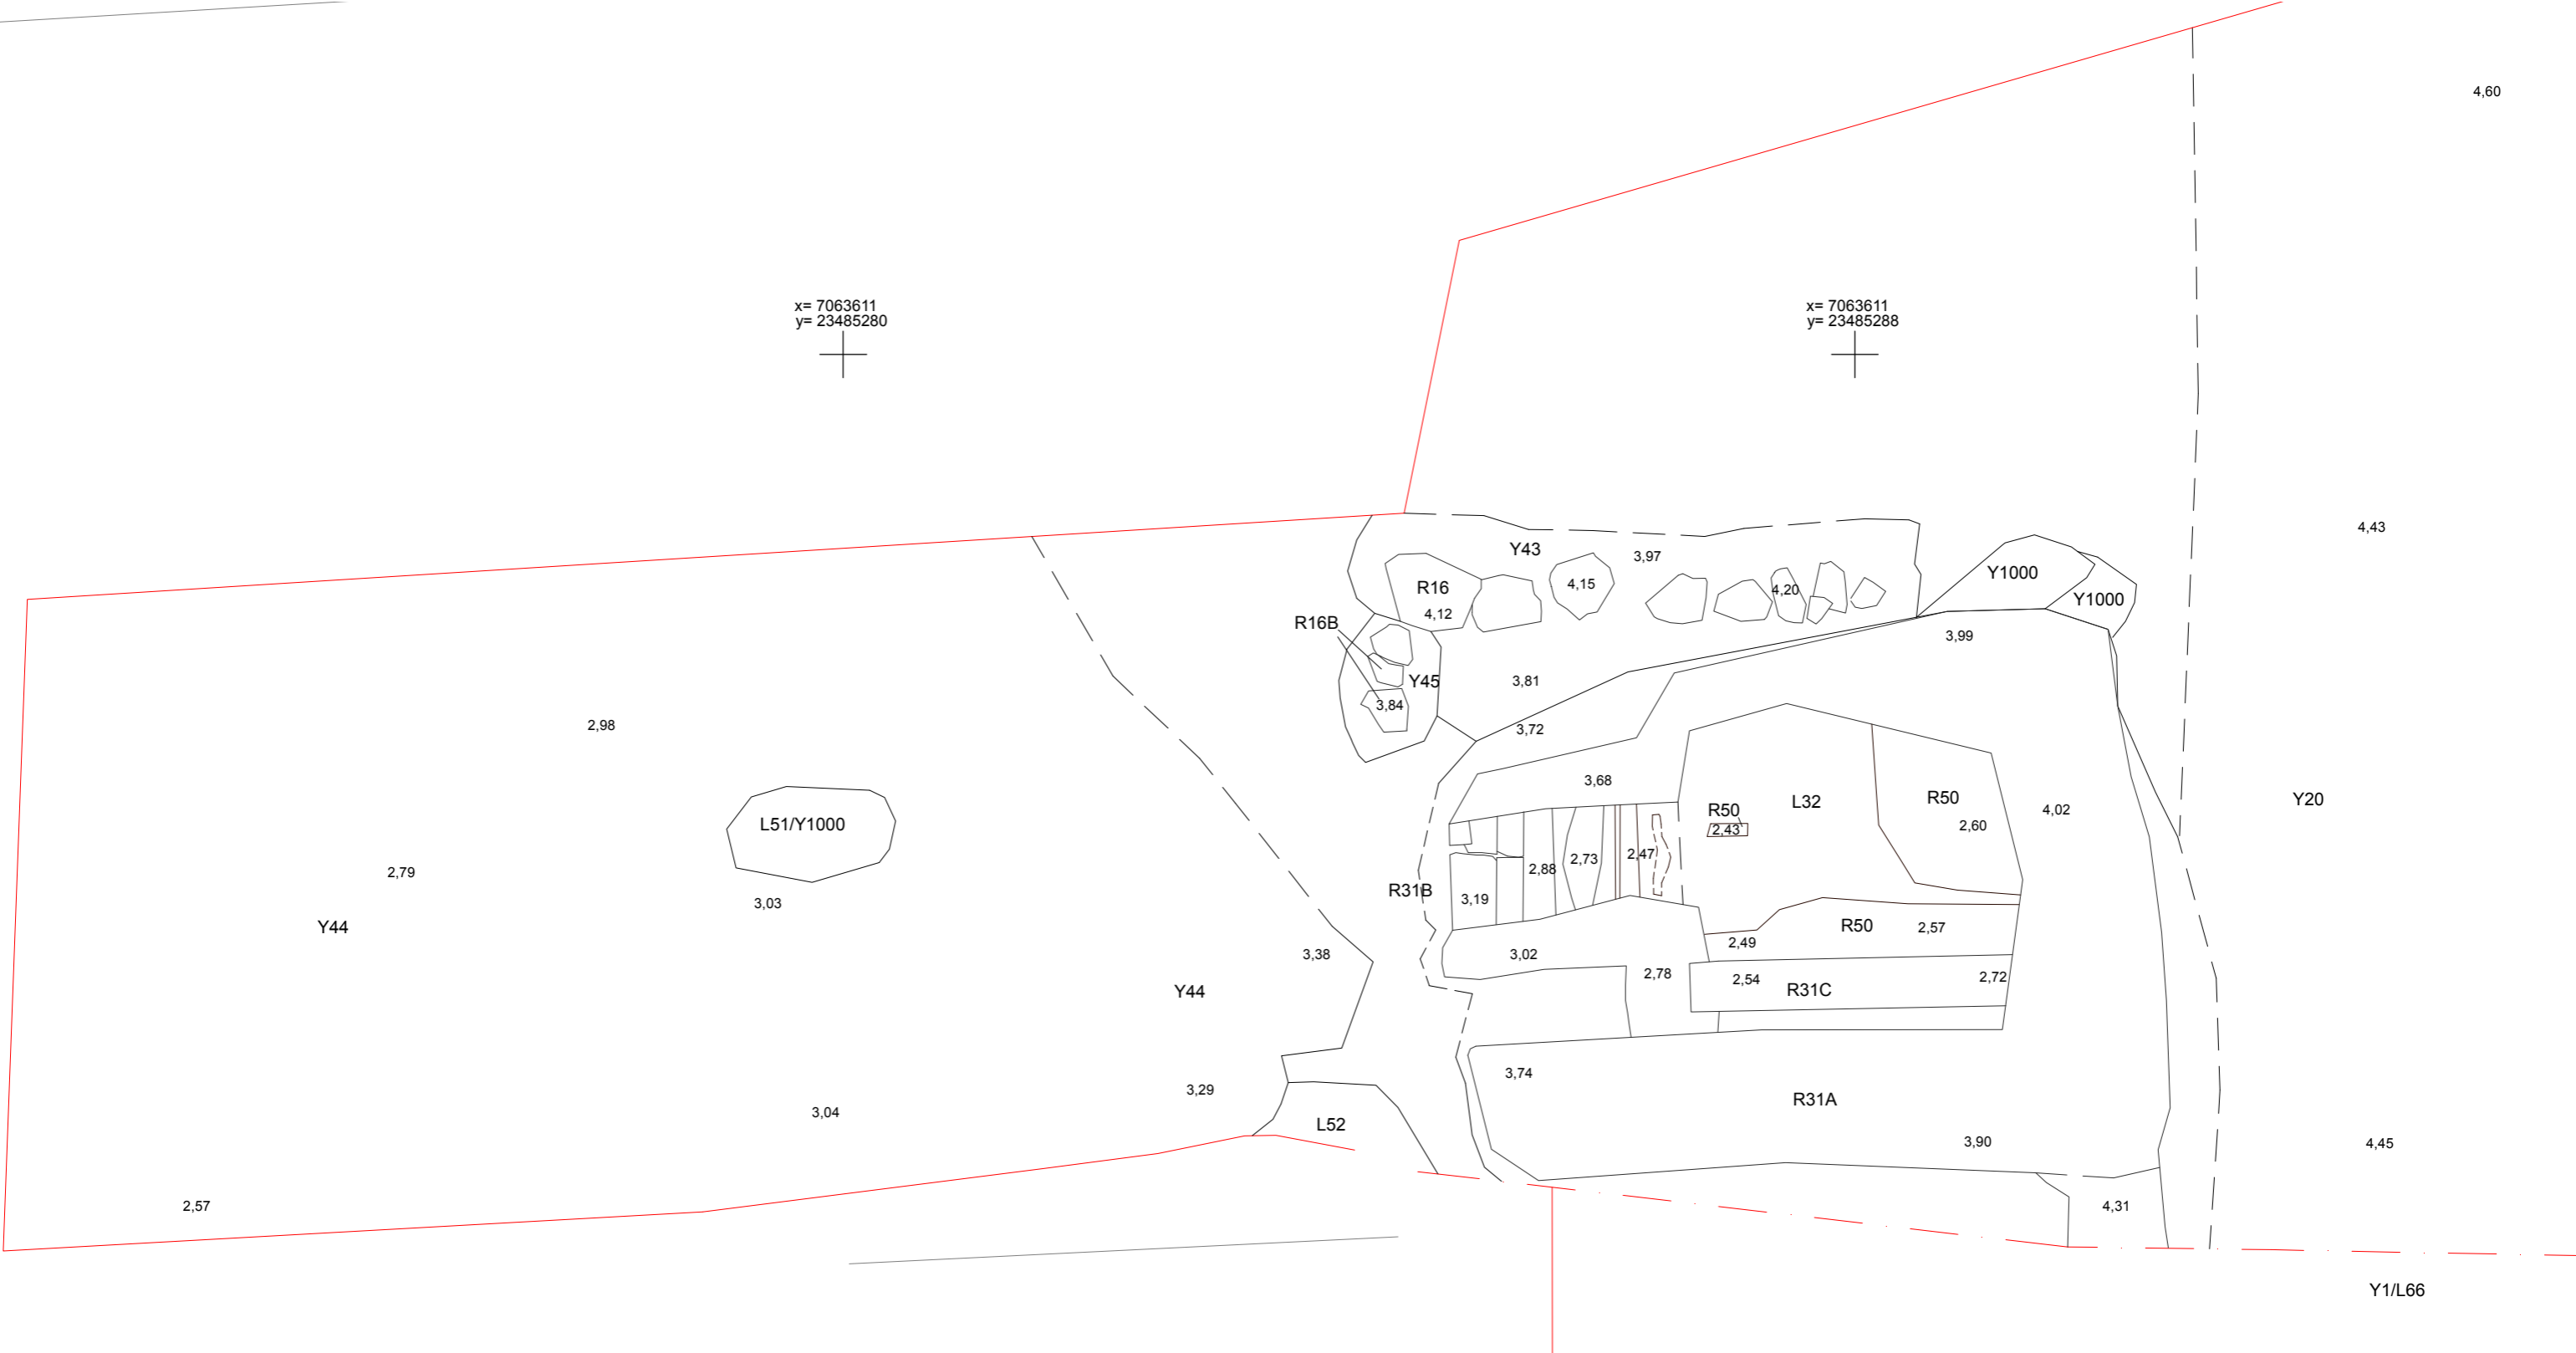 4,60
x= 7063611
y= 23485280
x= 7063611
y= 23485288
4,43
Y43
3,97
R16
4,15
4,20
4,12
Y1000
Y1000
R16B
3,99
Y45
3,81
3,84
3,72
2,98
3,68
L51/Y1000
R50
L32
R50
4,02
Y20
2,43
2,60
2,79
2,88
2,73
2,47
3,03
R31B
3,19
Y44
R50
2,57
2,49
3,38
3,02
2,78
2,54
2,72
Y44
R31C
3,74
3,29
R31A
3,04
L52
3,90
4,45
2,57
4,31
Y1/L66